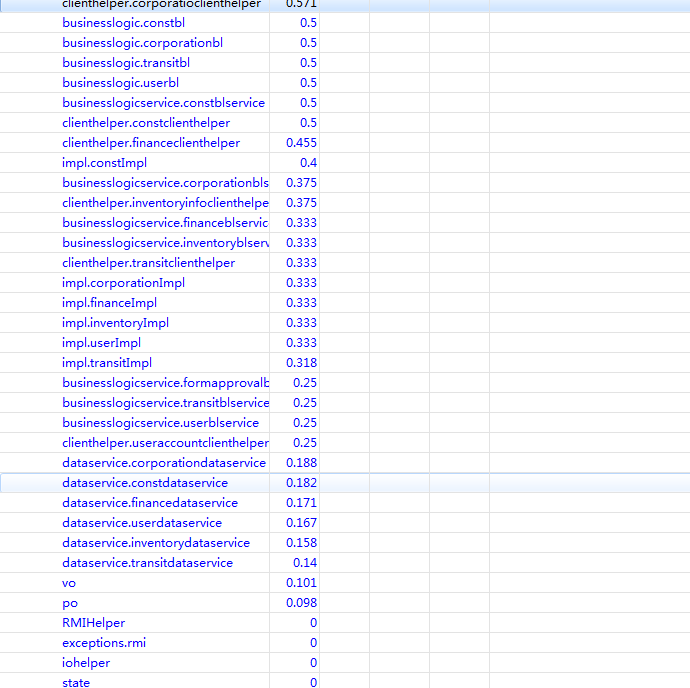 clienthelper.corporatioclienthelper 0.571
businesslogic.constbl 0.5
businesslogic.corporationbl 0.5
businesslogic.transitbl 0.5
businesslogic.userbl 0.5
businesslogicservice.constblservice 0.5
clienthelper.constclienthelper 0.5
clienthelper.financeclienthelper 0.455
impl.constImpl 0.4
businesslogicservice.corporationbls 0.375
clienthelper.inventoryinfoclienthelpe 0.375
businesslogicservice.financeblservic 0.333
businesslogicservice.inventoryblserv 0.333
clienthelper.transitclienthelper 0.333
impl.corporationImpl 0.333
impl.financeImpl 0.333
impl.inventoryImpl 0.333
impl.userImpl 0.333
impl.transitImpl 0.318
businesslogicservice.formapprovalb 0.25
businesslogicservice.transitblservice 0.25
businesslogicservice.userblservice 0.25
clienthelper.useraccountclienthelper 0.25
dataservice.corporationdataservice 0.188
dataservice.constdataservice 0.182
dataservice.financedataservice 0.171
dataservice.userdataservice 0.167
dataservice.inventorydataservice 0.158
dataservice.transitdataservice 0.14
vo 0.101
po 0.098
RMIHelper 0
exceptions.rmi 0
iohelper 0
state 0